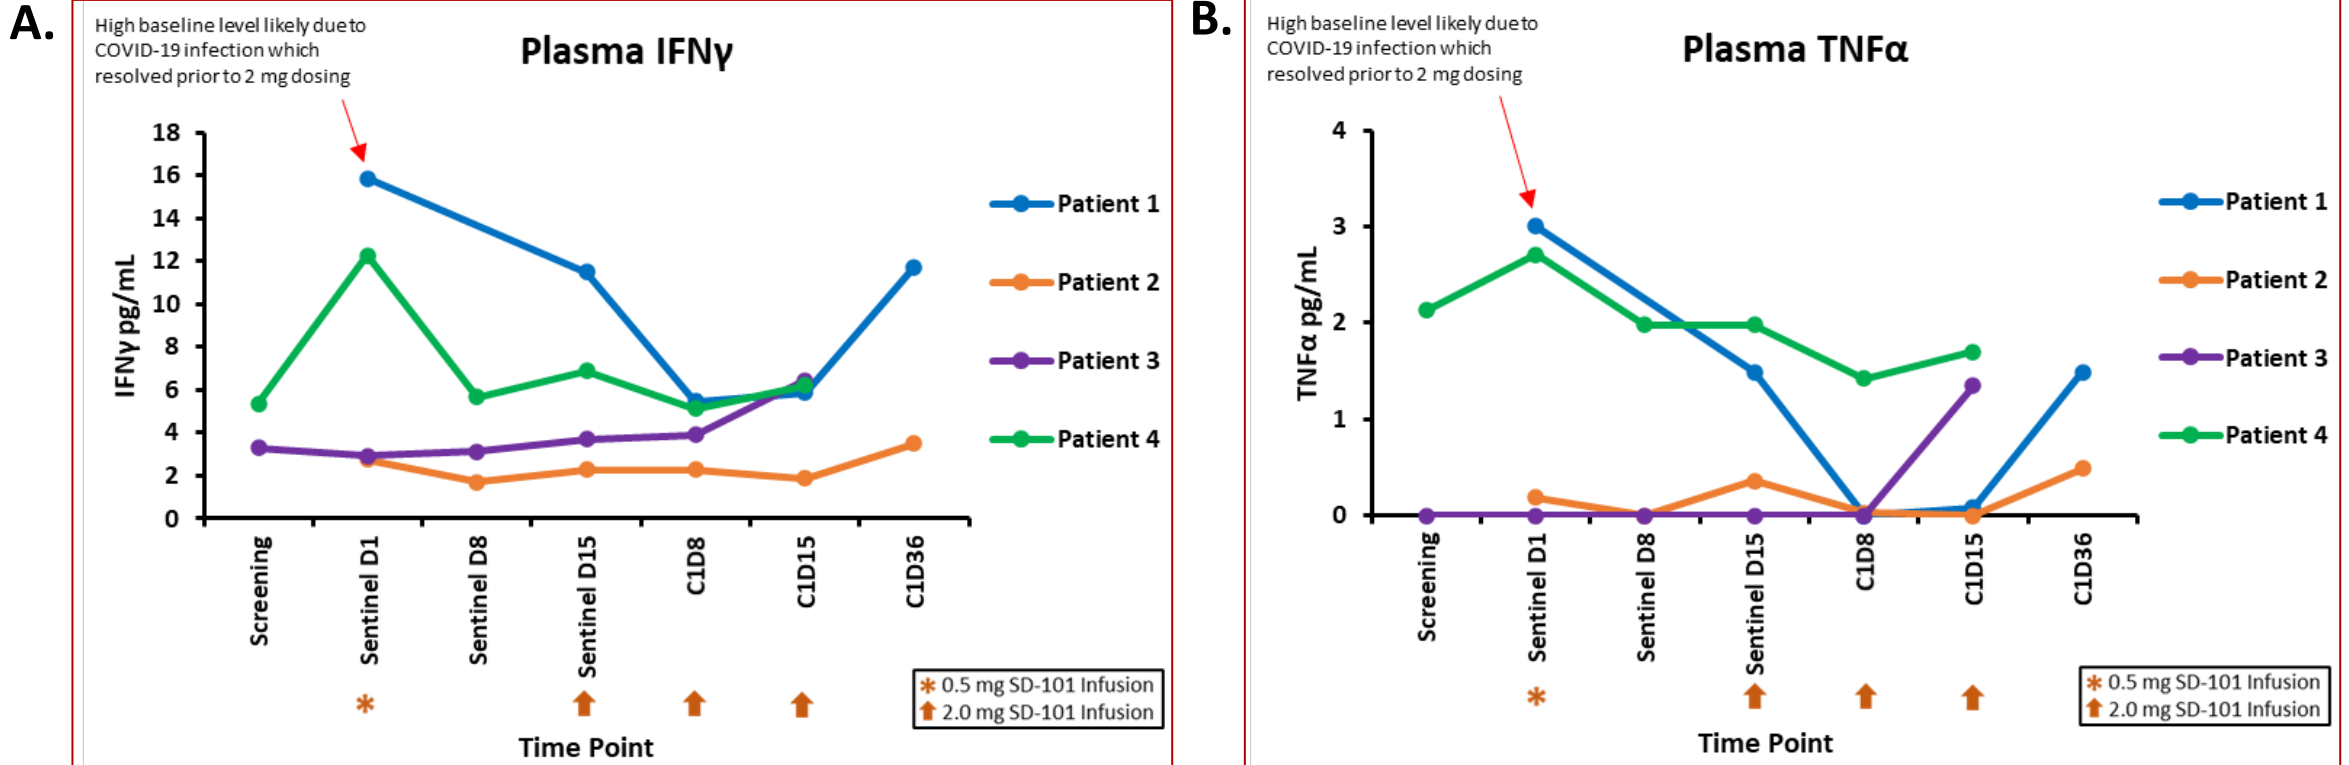 A.
High baseline level likely due to
COVID-19 infection which
resolved prior to 2 mg dosing
Plasma IFNγ
18
16
14
12
10
8
6
4
2
0
IFNγ pg/mL
Screening
Sentinel D1
Sentinel D8
Sentinel D15
C1D8
C1D15
C1D36
Time Point
Patient 1
Patient 2
Patient 3
Patient 4
* 0.5 mg SD-101 Infusion
2.0 mg SD-101 Infusion
B.
High baseline level likely due to
COVID-19 infection which
resolved prior to 2 mg dosing
Plasma TNFα
4
3
2
1
0
TNFα pg/mL
Screening
Sentinel D1
Sentinel D8
Sentinel D15
C1D8
C1D15
C1D36
Time Point
Patient 1
Patient 2
Patient 3
Patient 4
* 0.5 mg SD-101 Infusion
2.0 mg SD-101 Infusion